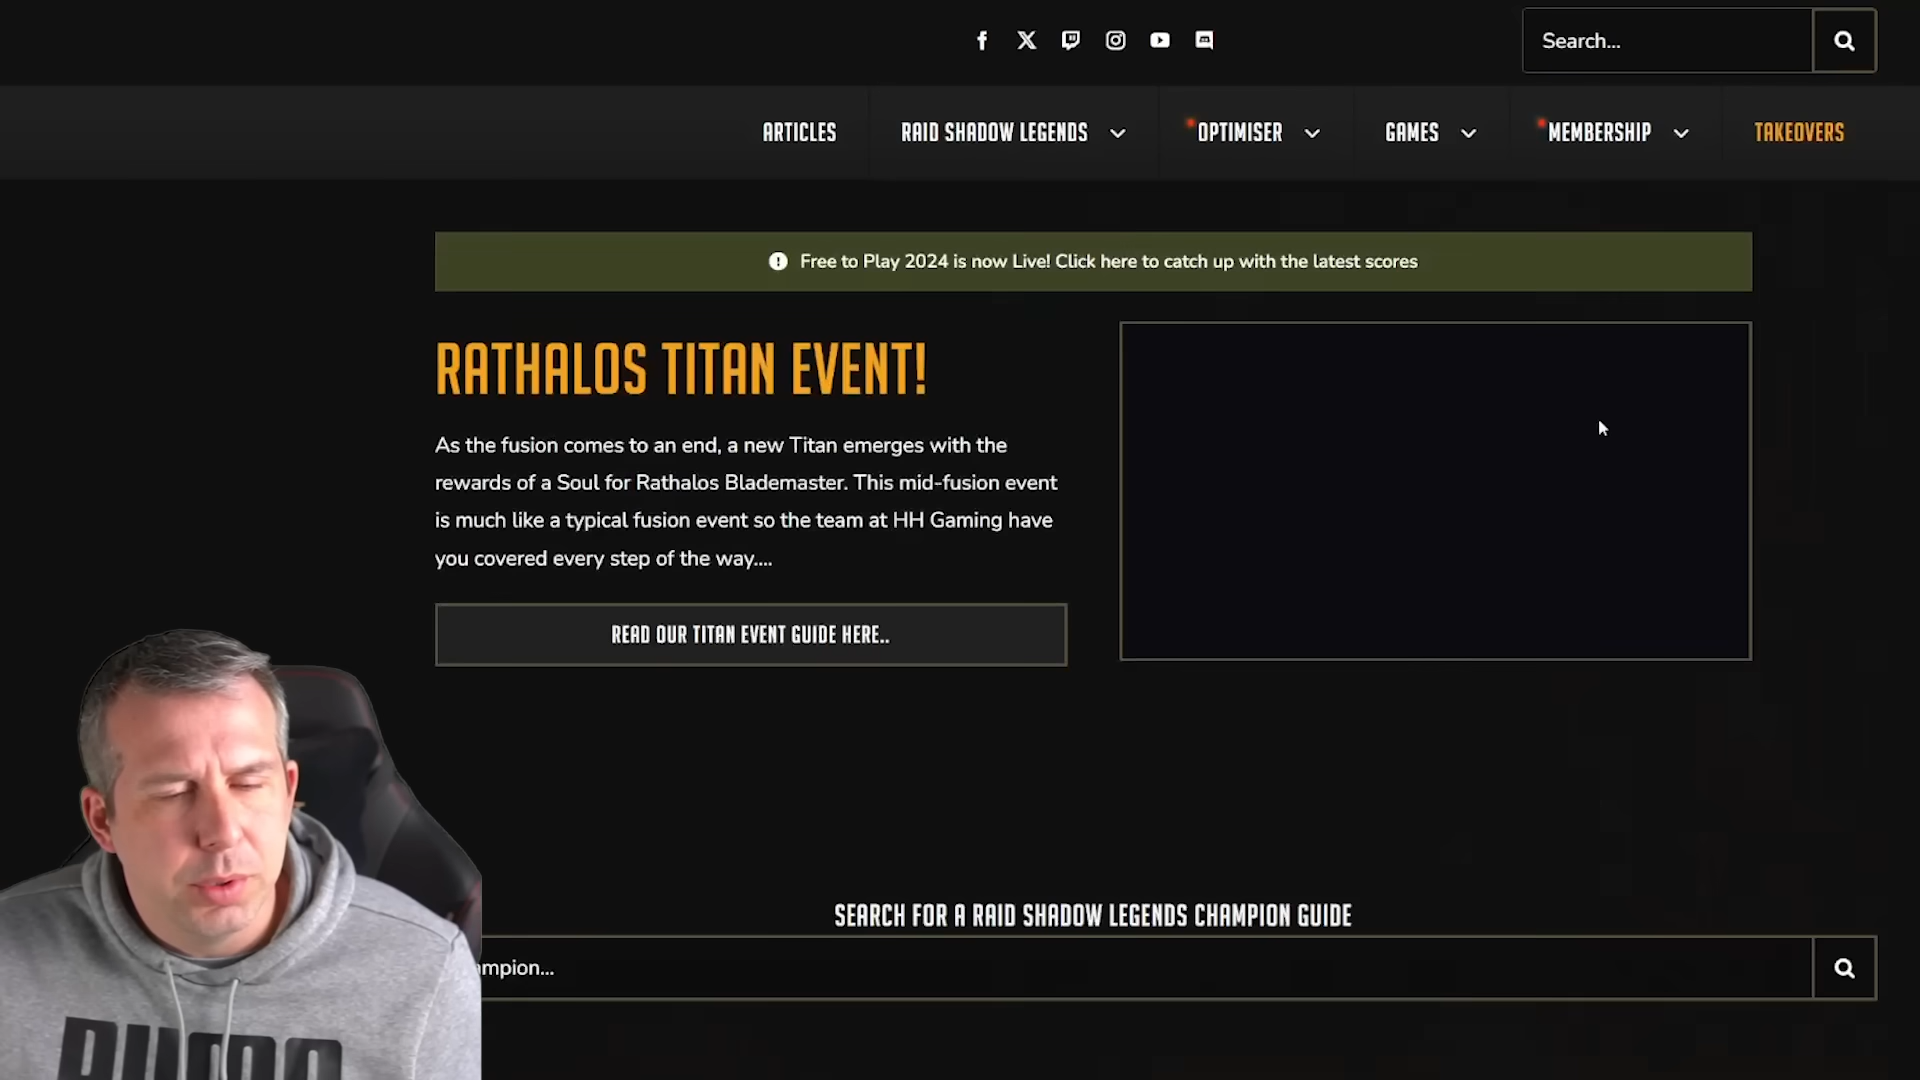 Search...
ARTICLES
RAID SHADOW LEGENDS
OPTIMISER
GAMES
MEMBERSHIP
TAKEOVERS
Free to Play 2024 is now Live! Click here to catch up with the latest scores
RATHALOS TITAN EVENT!
As the fusion comes to an end, a new Titan emerges with the
rewards of a Soul for Rathalos Blademaster. This mid-fusion event
is much like a typical fusion event so the team at HH Gaming have
you covered every step of the way....
READ OUR TITAN EVENT GUIDE HERE..
SEARCH FOR A RAID SHADOW LEGENDS CHAMPION GUIDE
ampion...
PUMA